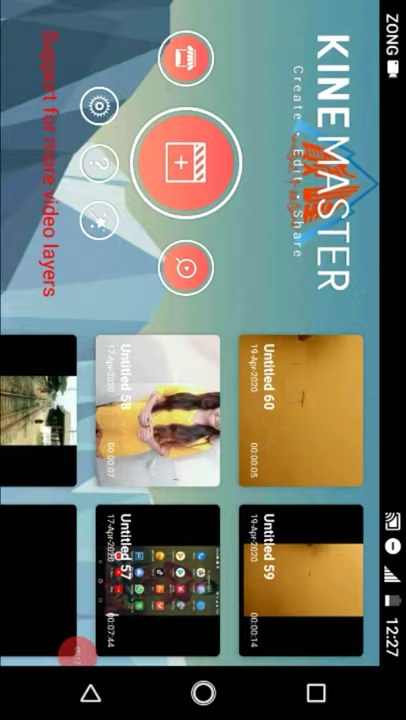 ZONG
12:27
KINEMASTER
Create • Edit • Share
Support for more video layers
Untitled 60
19-Apr-2020
00:00:05
Untitled 59
19-Apr-2020
00:00:14
Untitled 58
17-Apr-2020
00:00:07
Untitled 57
17-Apr-2020
00:07:44